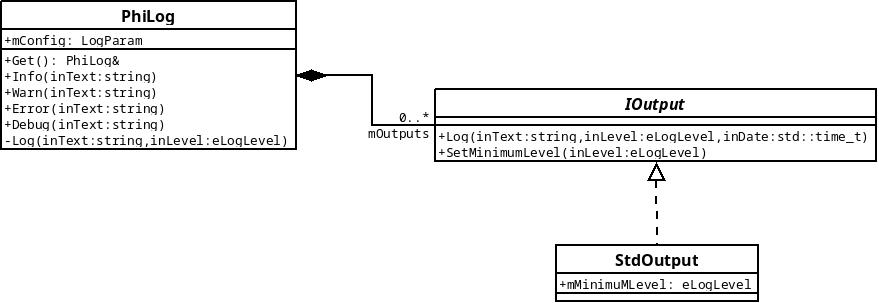 PhiLog
+mConfig: LogParam
+Get(): PhiLog&
+Info(inText:string)
+Warn(inText:string)
+Error(inText:string)
+Debug(inText:string)
-Log(inText:string,inLevel:eLogLevel)
0..*
mOutputs
IOutput
+Log(inText:string,inLevel:eLogLevel,inDate:std::time_t)
+SetMinimumLevel(inLevel:eLogLevel)
StdOutput
+mMinimuMLevel: eLogLevel